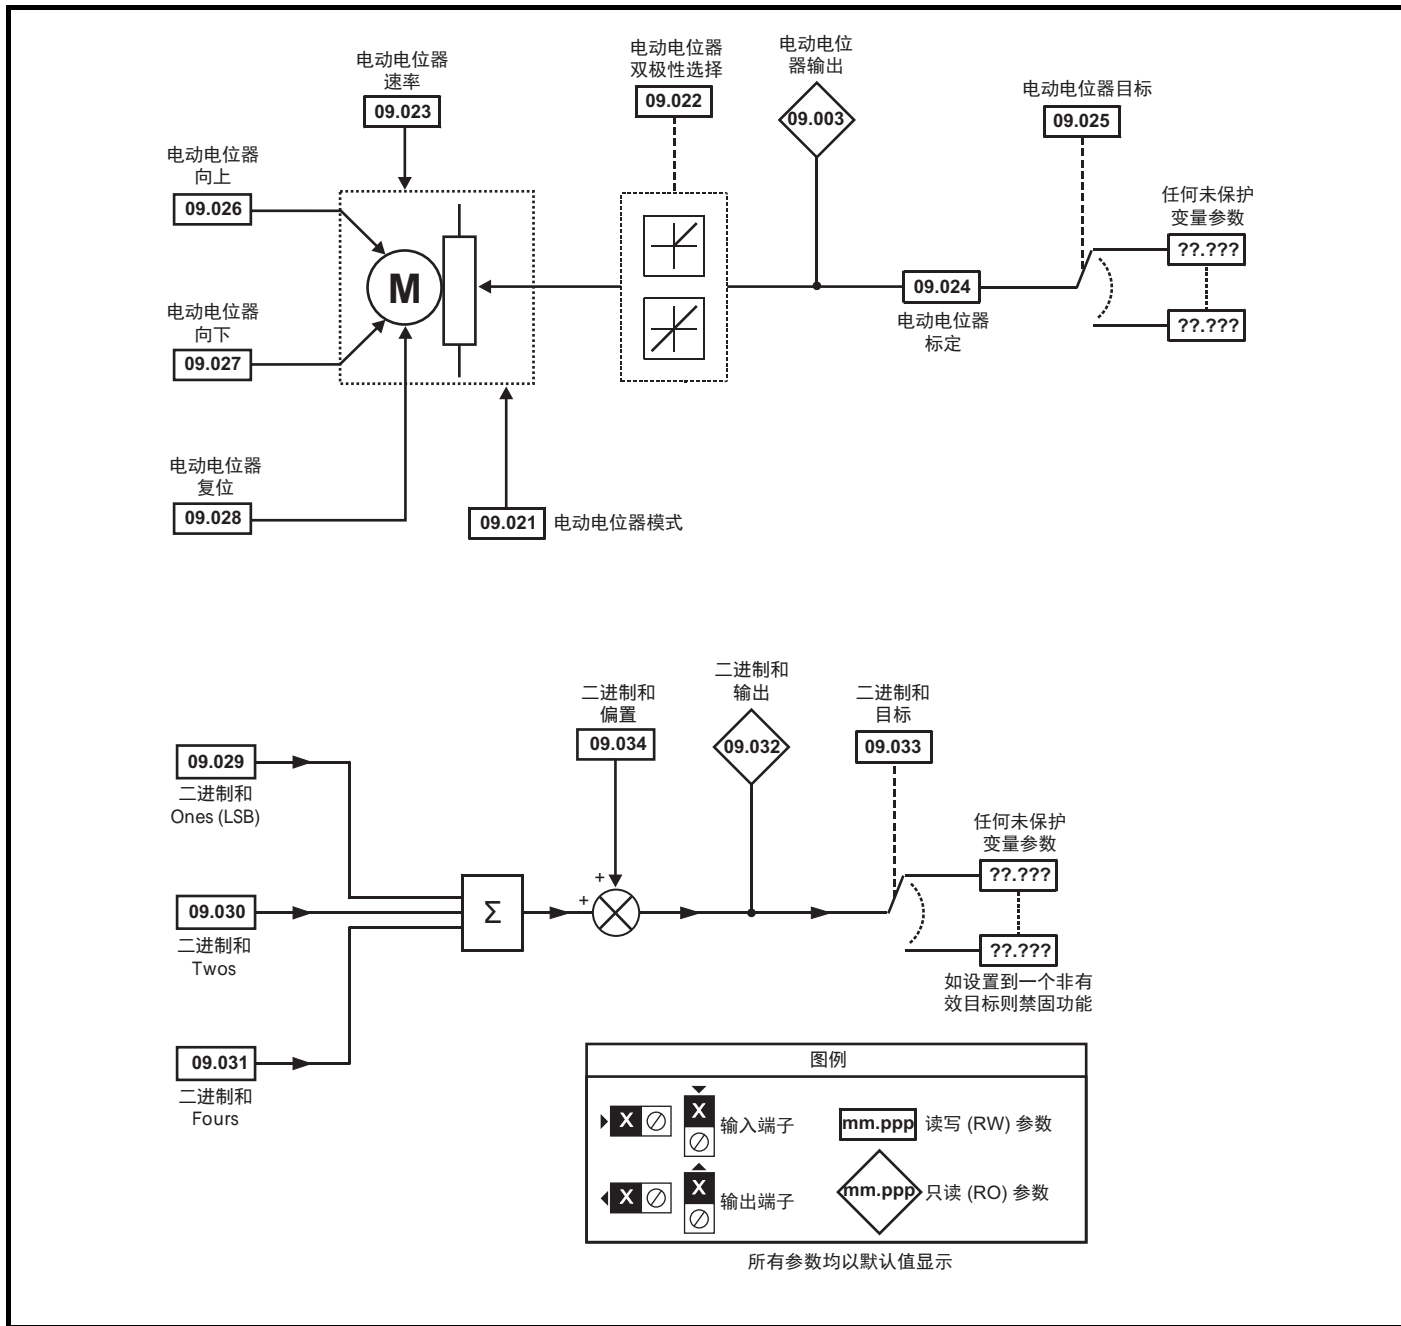 电动电位器
速率
09.023
电动电位器
双极性选择
09.022
电动电位
器输出
09.003
电动电位器目标
09.025
电动电位器
向上
09.026
任何未保护
变量参数
??.???
??.???
M
09.024
电动电位器
标定
电动电位器
向下
09.027
电动电位器
复位
09.028
09.021
电动电位器模式
二进制和
偏置
09.034
二进制和
输出
09.032
二进制和
目标
09.033
09.029
二进制和
Ones (LSB)
09.030
二进制和
Twos
09.031
二进制和
Fours
Σ
+
+
任何未保护
变量参数
??.???
??.???
如设置到一个非有
效目标则禁固功能
图例
X
X
输入端子
mm.ppp
读写 (RW) 参数
X
X
输出端子
mm.ppp
只读 (RO) 参数
所有参数均以默认值显示